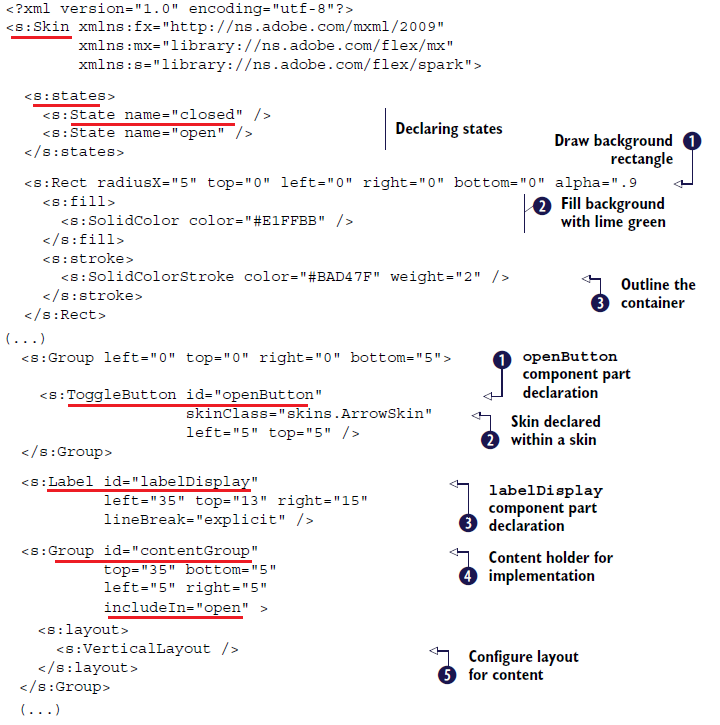 <?xml version="1.0" encoding="utf-8"?>
<s:Skin xmlns:fx="http://ns.adobe.com/mxml/2009"
xmlns:mx="library://ns.adobe.com/flex/mx"
xmlns:s="library://ns.adobe.com/flex/spark">
<s:states>
<s:State name="closed" />
<s:State name="open" />
</s:states>
Declaring states
Draw background
rectangle
1
<s:Rect radiusX="5" top="0" left="0" right="0" bottom="0" alpha=".9
<s:fill>
<s:SolidColor color="#E1FFBB" />
</s:fill>
2 Fill background
with lime green
<s:stroke>
<s:SolidColorStroke color="#BAD47F" weight="2" />
</s:stroke>
</s:Rect>
3 Outline the
container
(...)
<s:Group left="0" top="0" right="0" bottom="5">
1 openButton
component part
declaration
<s:ToggleButton id="openButton"
skinClass="skins.ArrowSkin"
left="5" top="5" />
</s:Group>
2 Skin declared
within a skin
<s:Label id="labelDisplay"
left="35" top="13" right="15"
lineBreak="explicit" />
3 labelDisplay
component part
declaration
<s:Group id="contentGroup"
top="35" bottom="5"
left="5" right="5"
includeIn="open" >
4 Content holder for
implementation
<s:layout>
<s:VerticalLayout />
</s:layout>
</s:Group>
5 Configure layout
for content
(...)